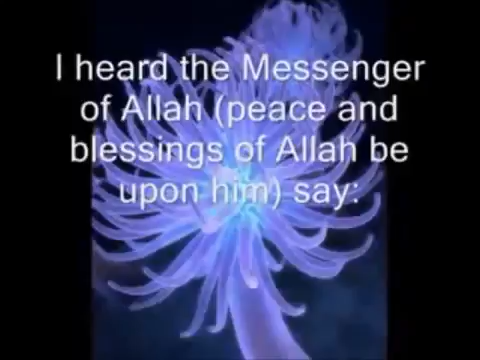 I heard the Messenger
of Allah (peace and
blessings of Allah be
upon him) say: